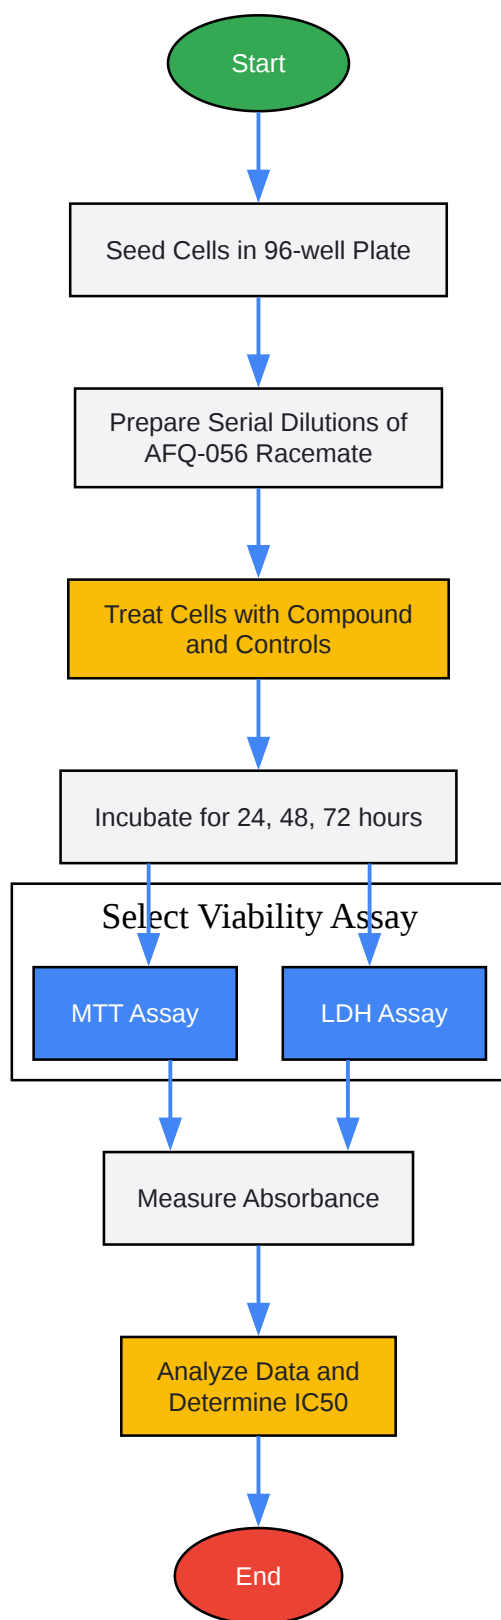 Start
Seed Cells in 96-well Plate
Prepare Serial Dilutions of
AFQ-056 Racemate
Treat Cells with Compound
and Controls
Incubate for 24, 48, 72 hours
Select Viability Assay
MTT Assay
LDH Assay
Measure Absorbance
Analyze Data and
Determine IC50
End